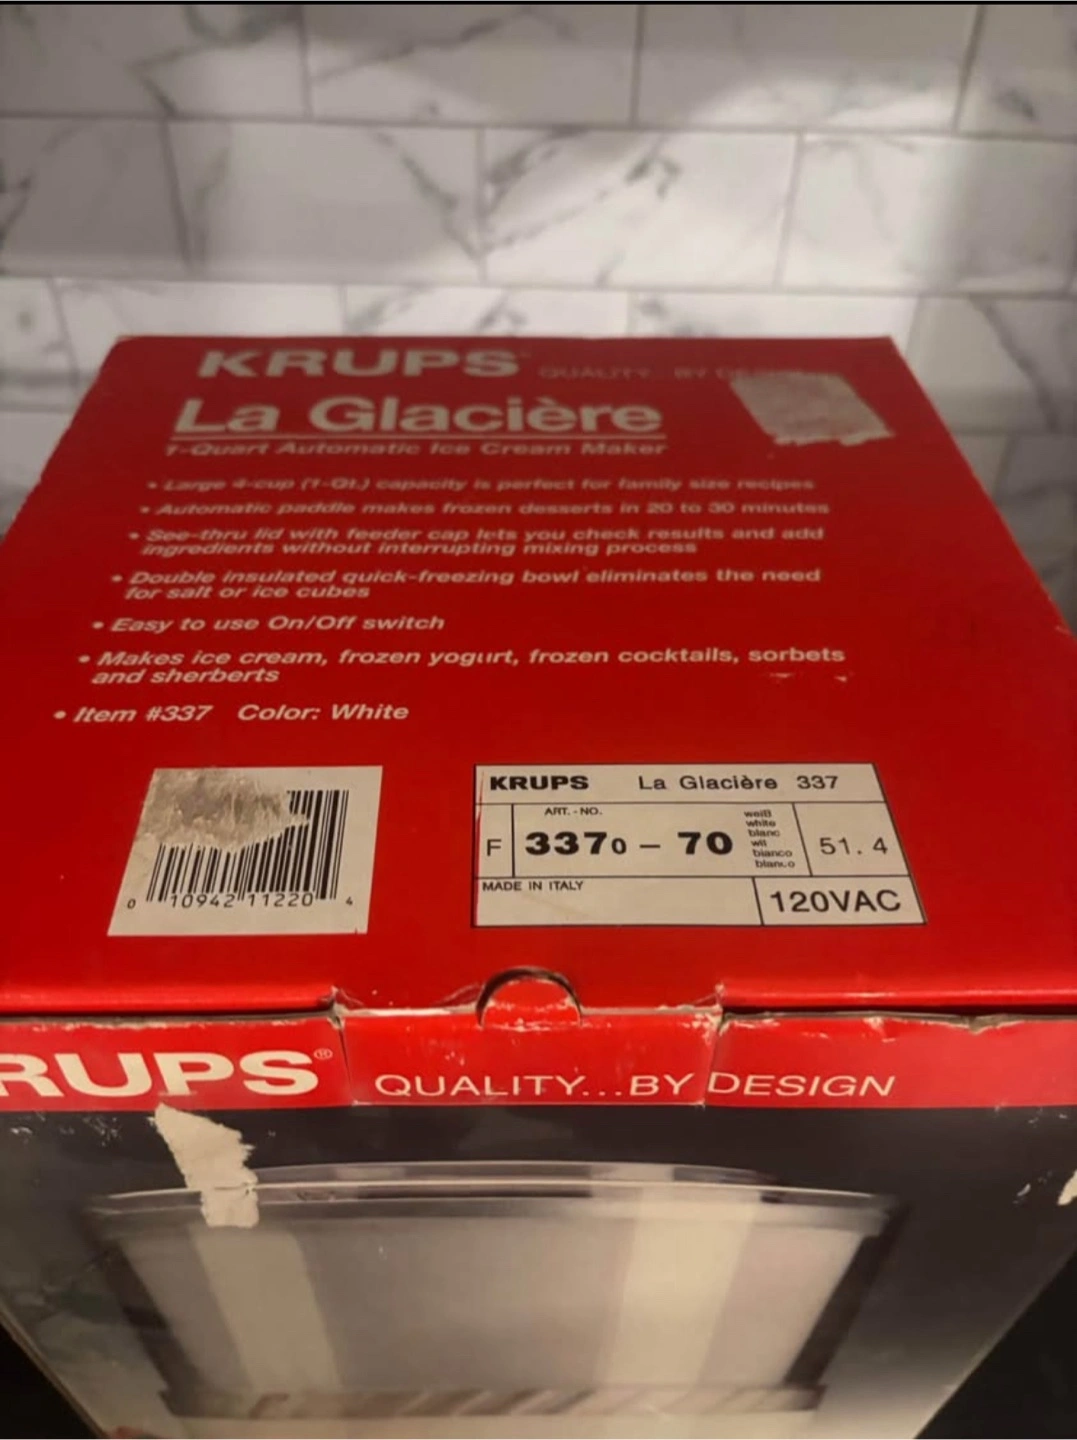 KRUPS QUALITY...BY DESIGN
La Glacière
1-Quart Automatic Ice Cream Maker
• Large 4-cup (1-Qt.) capacity is perfect for family size recipes
• Automatic paddle makes frozen desserts in 20 to 30 minutes
• See-thru lid with feeder cap lets you check results and add
ingredients without interrupting mixing process
• Double insulated quick-freezing bowl eliminates the need
for salt or ice cubes
• Easy to use On/Off switch
• Makes ice cream, frozen yogurt, frozen cocktails, sorbets
and sherberts
• Item #337 Color: White
0 10942 11220 4
KRUPS La Glacière 337
ART.-NO.
F 3370 – 70
weiß
white
blanc
wit
bianco
blanco
51.4
MADE IN ITALY
120VAC
RUPS® QUALITY...BY DESIGN